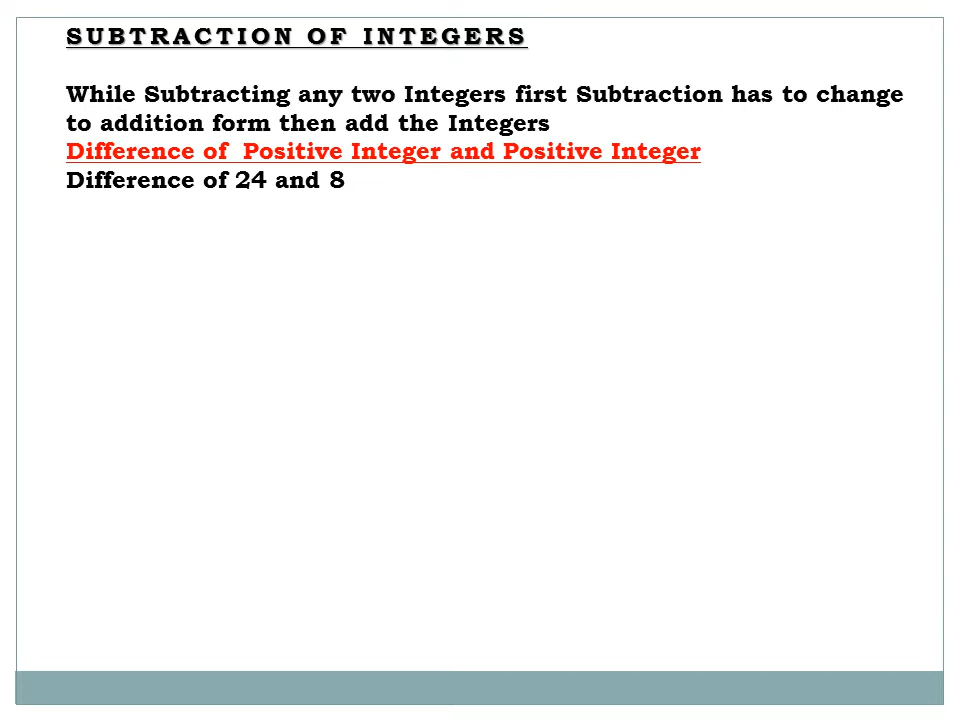 SUBTRACTION OF INTEGERS
While Subtracting any two Integers first Subtraction has to change
to addition form then add the Integers
Difference of  Positive Integer and Positive Integer
Difference of 24 and 8